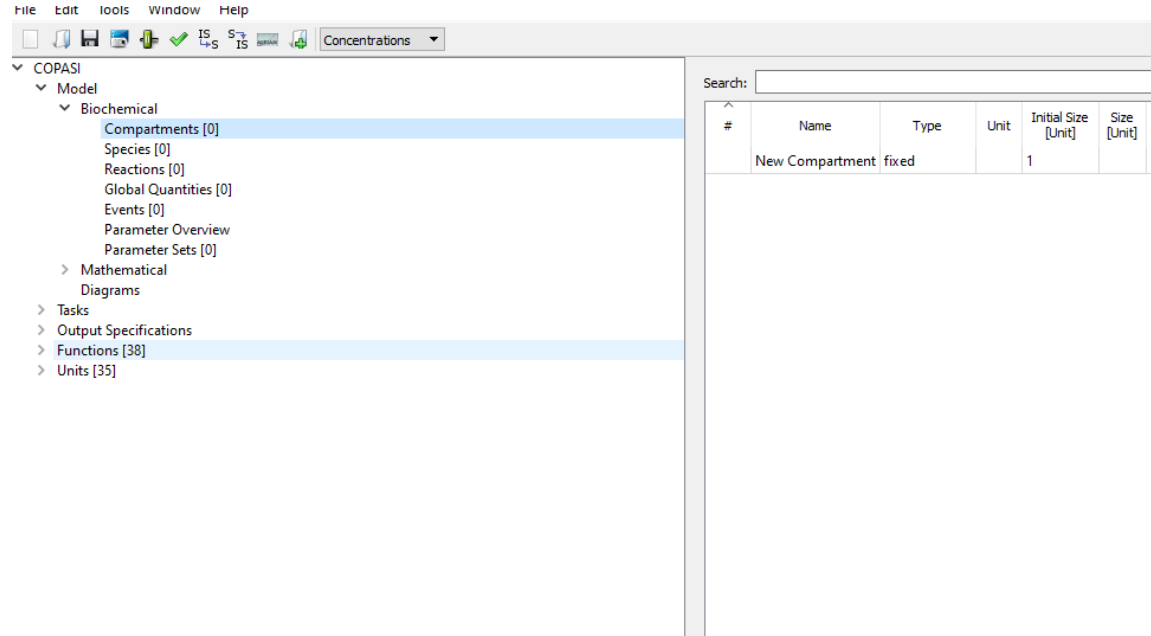 File Edit Tools Window Help
IS S S IS Concentrations
COPASI
Model
Biochemical
Compartments [0]
Species [0]
Reactions [0]
Global Quantities [0]
Events [0]
Parameter Overview
Parameter Sets [0]
Mathematical
Diagrams
Tasks
Output Specifications
Functions [38]
Units [35]
Search:
# Name Type Unit Initial Size [Unit] Size [Unit]
New Compartment fixed 1